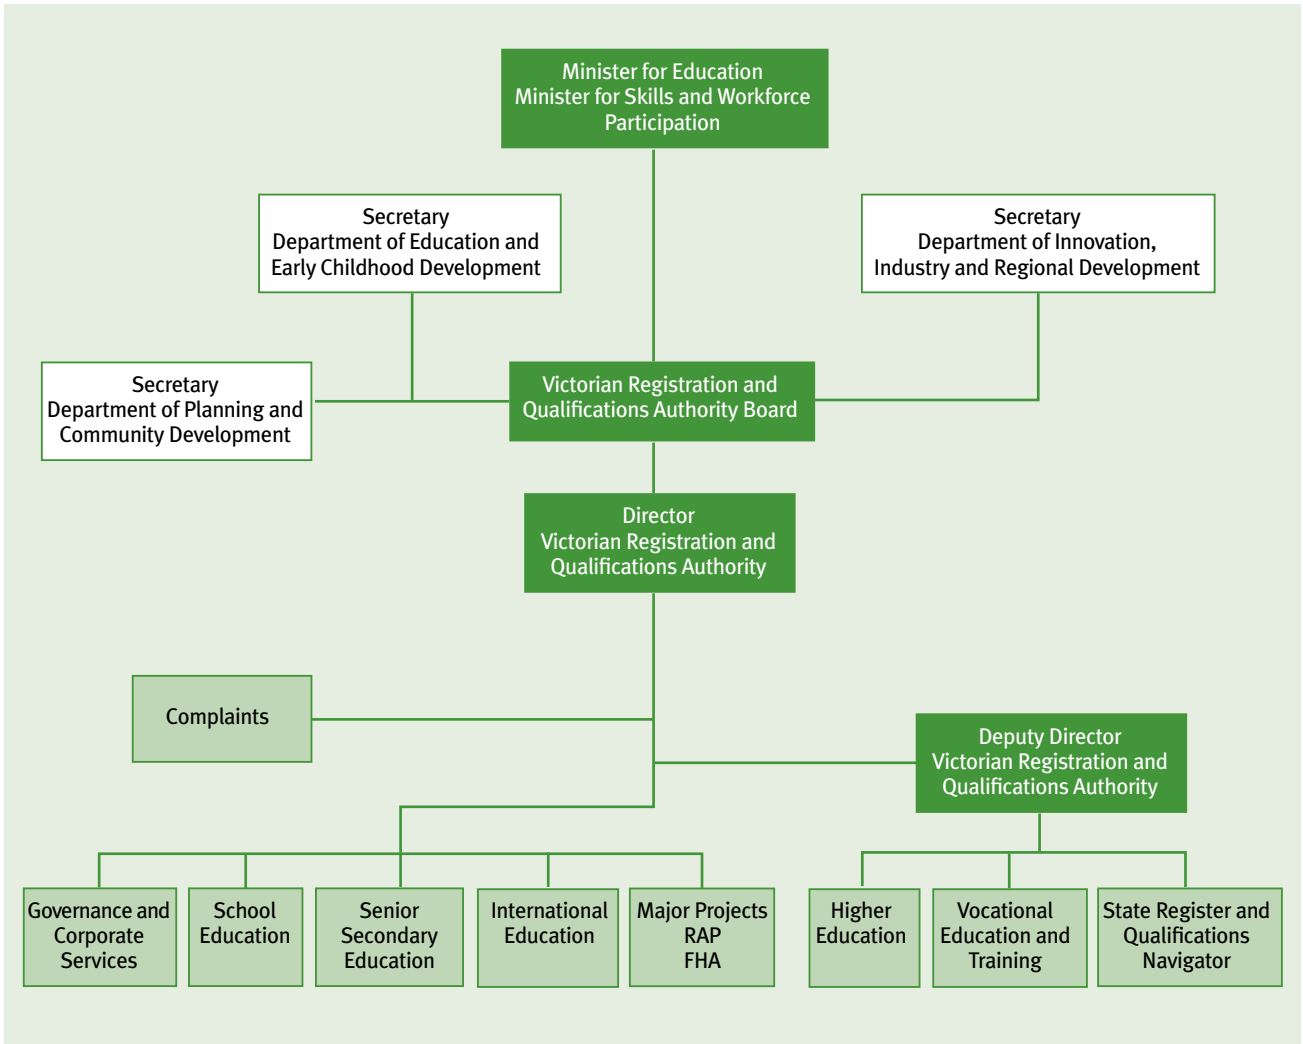 Minister for Education
Minister for Skills and Workforce
Participation
Secretary
Department of Education and
Early Childhood Development
Secretary
Department of Innovation,
Industry and Regional Development
Secretary
Department of Planning and
Community Development
Victorian Registration and
Qualifications Authority Board
Director
Victorian Registration and
Qualifications Authority
Complaints
Deputy Director
Victorian Registration and
Qualifications Authority
Governance and
Corporate
Services
School
Education
Senior
Secondary
Education
International
Education
Major Projects
RAP
FHA
Higher
Education
Vocational
Education and
Training
State Register and
Qualifications
Navigator